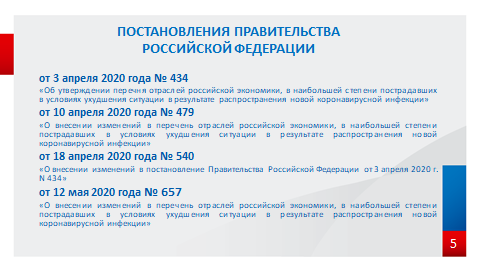 ПОСТАНОВЛЕНИЯ ПРАВИТЕЛЬСТВА
РОССИЙСКОЙ ФЕДЕРАЦИИ
от 3 апреля 2020 года № 434
«Об утверждении перечня отраслей российской экономики, в наибольшей степени пострадавших
в условиях ухудшения ситуации в результате распространения новой коронавирусной инфекции»
от 10 апреля 2020 года № 479
«О внесении изменений в перечень отраслей российской экономики, в наибольшей степени
пострадавших в условиях ухудшения ситуации в результате распространения новой
коронавирусной инфекции»
от 18 апреля 2020 года № 540
«О внесении изменений в постановление Правительства Российской Федерации от 3 апреля 2020 г.
N 434»
от 12 мая 2020 года № 657
«О внесении изменений в перечень отраслей российской экономики, в наибольшей степени
пострадавших в условиях ухудшения ситуации в результате распространения новой
коронавирусной инфекции»
5